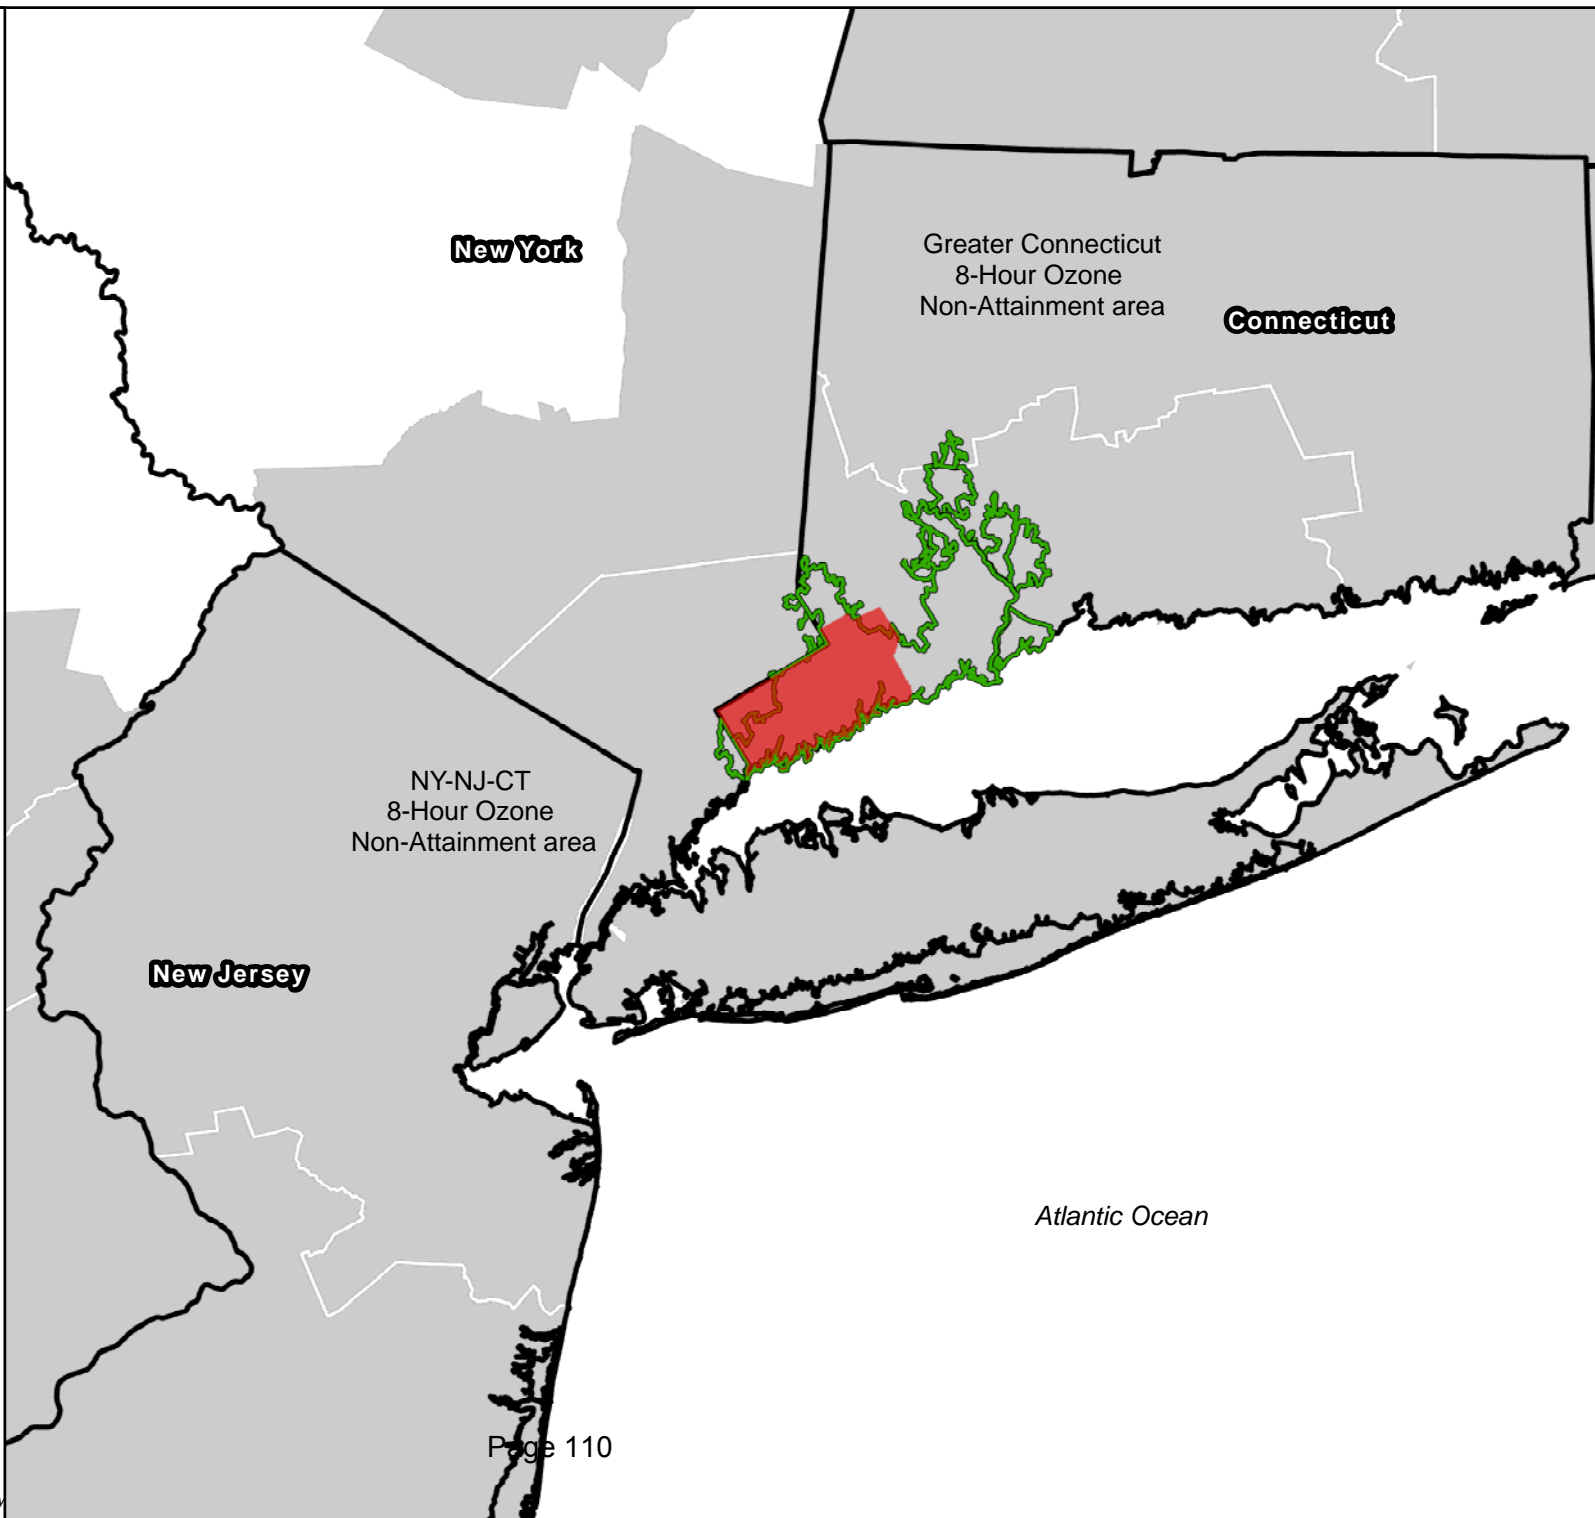 New York
Greater Connecticut
8-Hour Ozone
Non-Attainment area
Connecticut
NY-NJ-CT
8-Hour Ozone
Non-Attainment area
New Jersey
Atlantic Ocean
Page 110